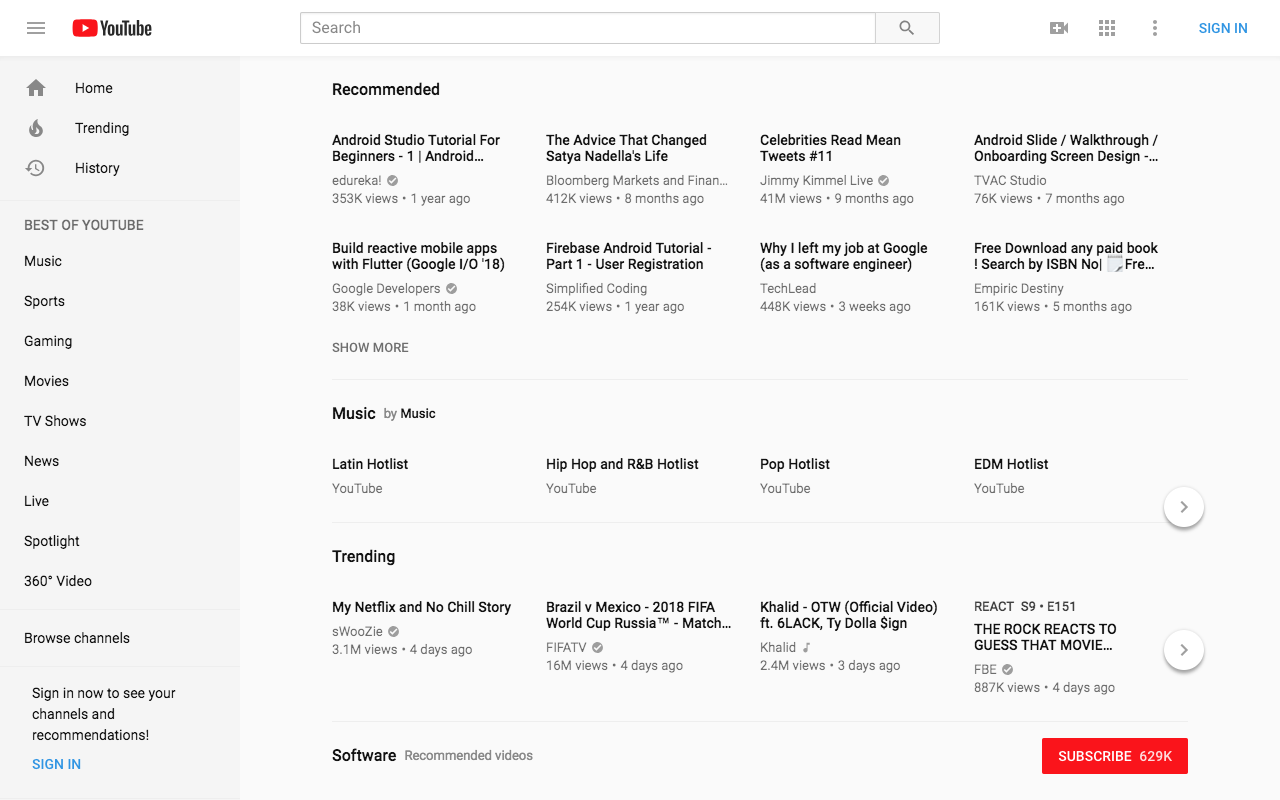 YouTube
Search
SIGN IN
Home
Trending
History
BEST OF YOUTUBE
Music
Sports
Gaming
Movies
TV Shows
News
Live
Spotlight
360° Video
Browse channels
Sign in now to see your
channels and
recommendations!
SIGN IN
Recommended
Android Studio Tutorial For
Beginners - 1 | Android...
edureka!
353K views • 1 year ago
The Advice That Changed
Satya Nadella's Life
Bloomberg Markets and Finan...
412K views • 8 months ago
Celebrities Read Mean
Tweets #11
Jimmy Kimmel Live
41M views • 9 months ago
Android Slide / Walkthrough /
Onboarding Screen Design -...
TVAC Studio
76K views • 7 months ago
Build reactive mobile apps
with Flutter (Google I/O '18)
Google Developers
38K views • 1 month ago
Firebase Android Tutorial -
Part 1 - User Registration
Simplified Coding
254K views • 1 year ago
Why I left my job at Google
(as a software engineer)
TechLead
448K views • 3 weeks ago
Free Download any paid book
! Search by ISBN No| Fre...
Empiric Destiny
161K views • 5 months ago
SHOW MORE
Music by Music
Latin Hotlist
YouTube
Hip Hop and R&B Hotlist
YouTube
Pop Hotlist
YouTube
EDM Hotlist
YouTube
Trending
My Netflix and No Chill Story
sWooZie
3.1M views • 4 days ago
Brazil v Mexico - 2018 FIFA
World Cup Russia™ - Match...
FIFATV
16M views • 4 days ago
Khalid - OTW (Official Video)
ft. 6LACK, Ty Dolla $ign
Khalid
2.4M views • 3 days ago
REACT S9 • E151
THE ROCK REACTS TO
GUESS THAT MOVIE...
FBE
887K views • 4 days ago
Software Recommended videos
SUBSCRIBE 629K